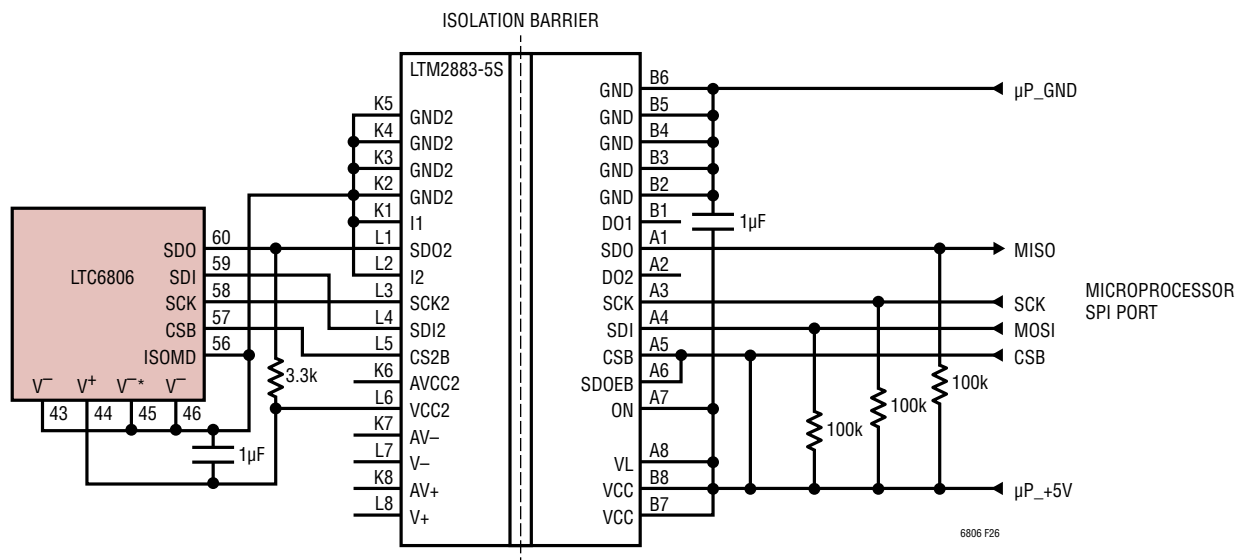 ISOLATION BARRIER
LTM2883-5S
K5
GND2
K4
GND2
K3
GND2
K2
GND2
K1
I1
L1
SDO2
L2
I2
L3
SCK2
L4
SDI2
L5
CS2B
K6
AVCC2
L6
VCC2
K7
AV–
L7
V–
K8
AV+
L8
V+
GND
B6
GND
B5
GND
B4
GND
B3
GND
B2
DO1
B1
SDO
A1
DO2
A2
SCK
A3
SDI
A4
CSB
A5
SDOEB
A6
ON
A7
VL
A8
VCC
B8
VCC
B7
LTC6806
SDO
60
SDI
59
SCK
58
CSB
57
ISOMD
56
V–
V+
V–*
V–
43
44
45
46
1µF
3.3k
1µF
100k
100k
100k
µP_GND
MISO
SCK
MOSI
CSB
MICROPROCESSOR
SPI PORT
µP_+5V
6806 F26